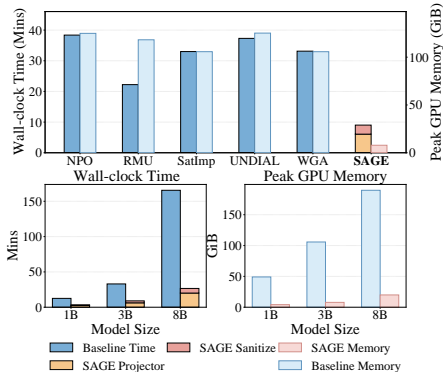 Wall-clock Time (Mins)
40
30
20
10
0
100
50
0
Peak GPU Memory (GiB)
NPO RMU SatImp UNDIAL WGA SAGE
Wall-clock Time Peak GPU Memory
Mins
150
100
50
0
1B 3B 8B
Model Size
GiB
150
100
50
0
1B 3B 8B
Model Size
Baseline Time SAGE Sanitize SAGE Memory
SAGE Projector Baseline Memory